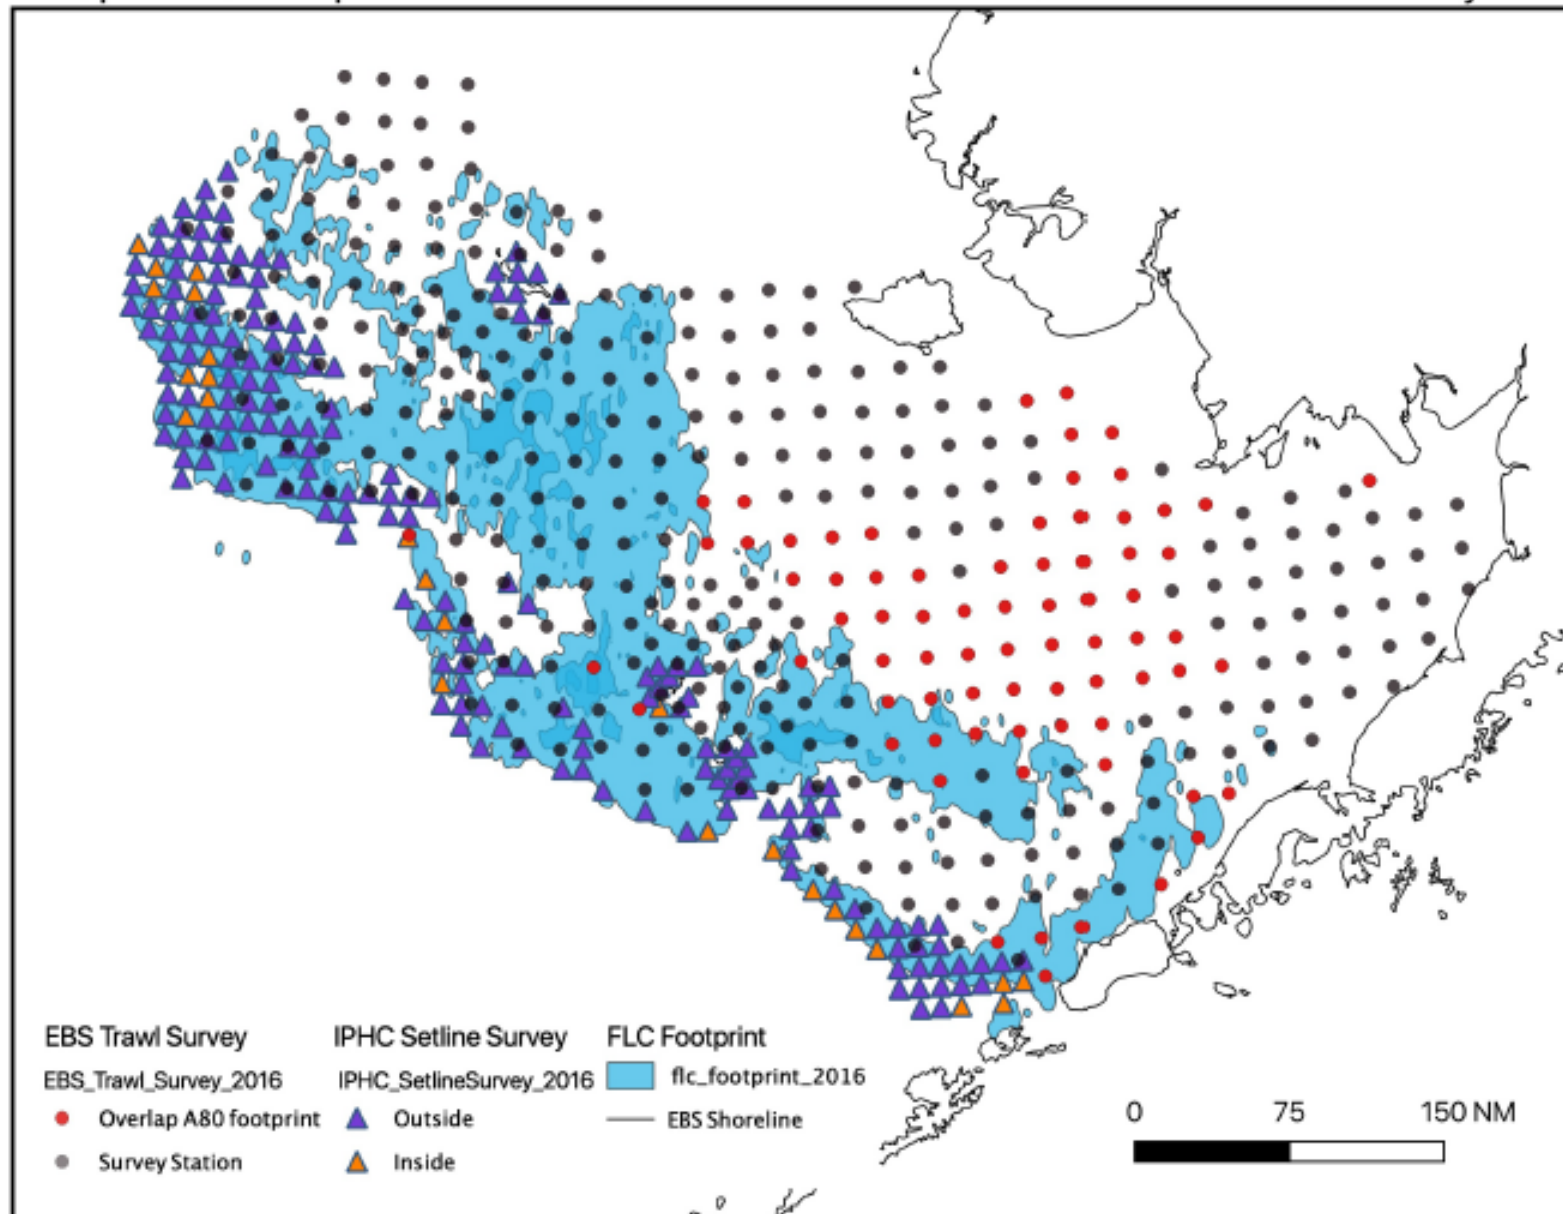 EBS Trawl Survey IPHC Setline Survey FLC Footprint
EBS_Trawl_Survey_2016 IPHC_SetlineSurvey_2016 flc_footprint_2016
Overlap A80 footprint Outside EBS Shoreline
Survey Station Inside
0 75 150 NM